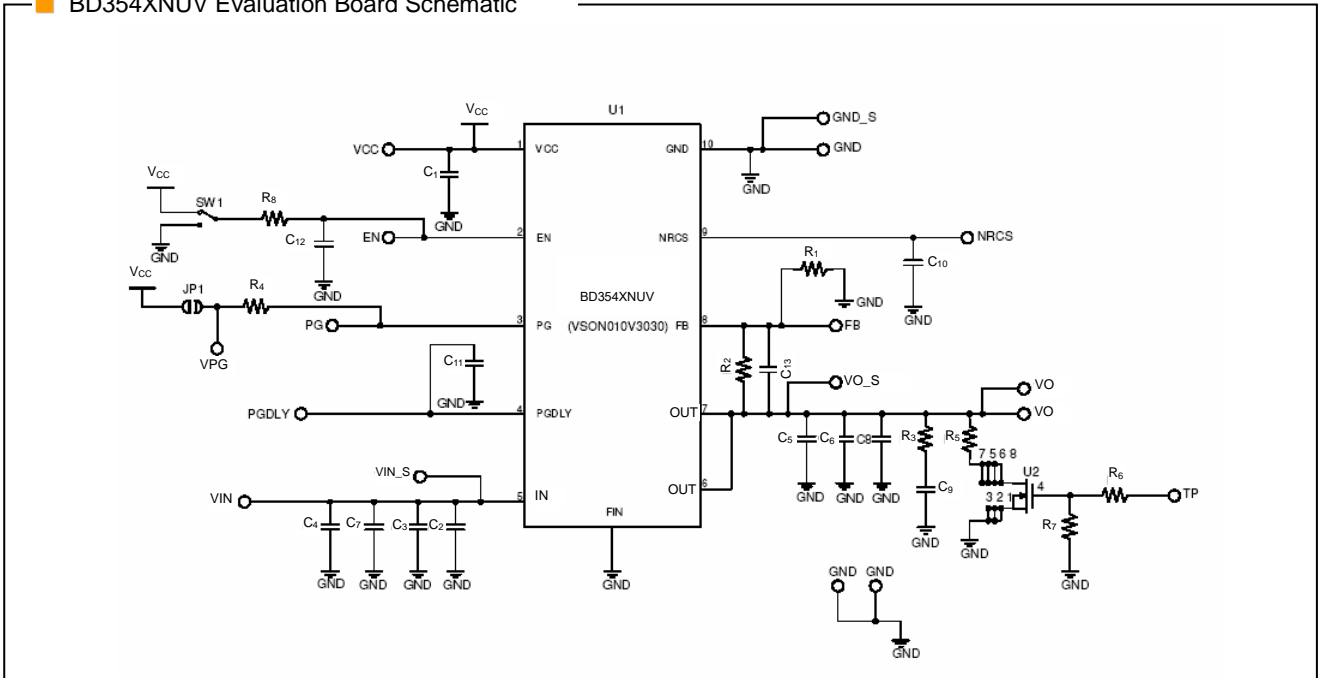 BD354XNUV Evaluation Board Schematic
U1
VCC
VCC
C1
GND
1 VCC
GND 10
GND_S
GND
GND
VCC
SW1
R8
GND
C12
GND
EN
2 EN
NRCS 9
NRCS
C10
GND
R1
GND
VCC
JP1
R4
VPG
PG
3 PG
BD354XNUV
(VSON010V3030)
FB 8
FB
R2
C13
C11
GND
PGDLY
4 PGDLY
OUT 7
VO_S
VO
VO
C5
C6
C8
R3
R5
GND
GND
GND
C9
GND
7 5 6 8
U2
4
3 2 1
GND
R6
TP
R7
GND
VIN_S
VIN
5 IN
OUT 6
FIN
GND
C4
C7
C3
C2
GND
GND
GND
GND
GND
GND
GND